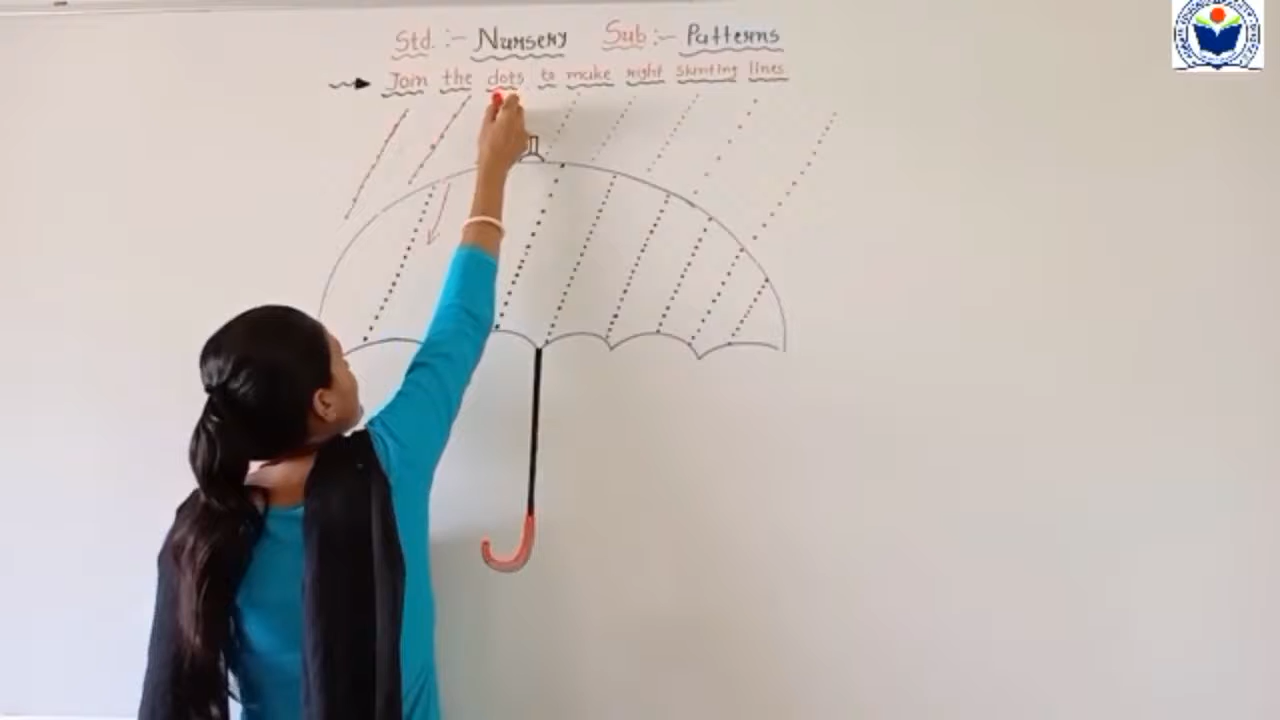 Std. :- Nursery Sub :- Patterns
Join the dots to make right slanting lines